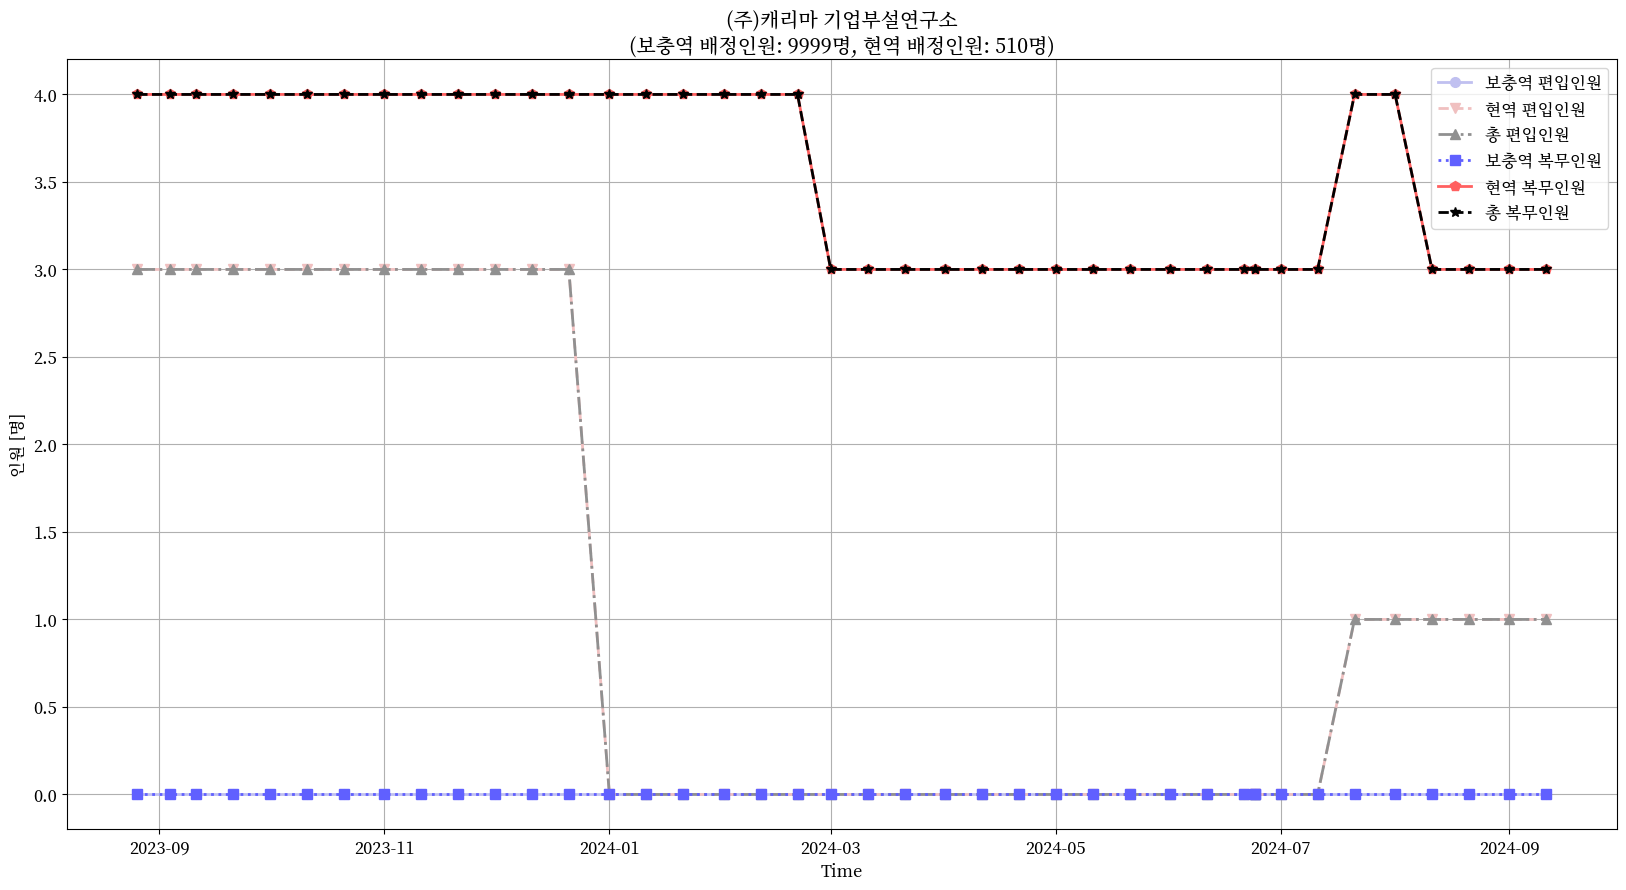 (주)캐리마 기업부설연구소
(보충역 배정인원: 9999명, 현역 배정인원: 510명)
보충역 편입인원
현역 편입인원
총 편입인원
보충역 복무인원
현역 복무인원
총 복무인원
4.0
3.5
3.0
2.5
2.0
1.5
1.0
0.5
0.0
인원 [명]
2023-09 2023-11 2024-01 2024-03 2024-05 2024-07 2024-09
Time